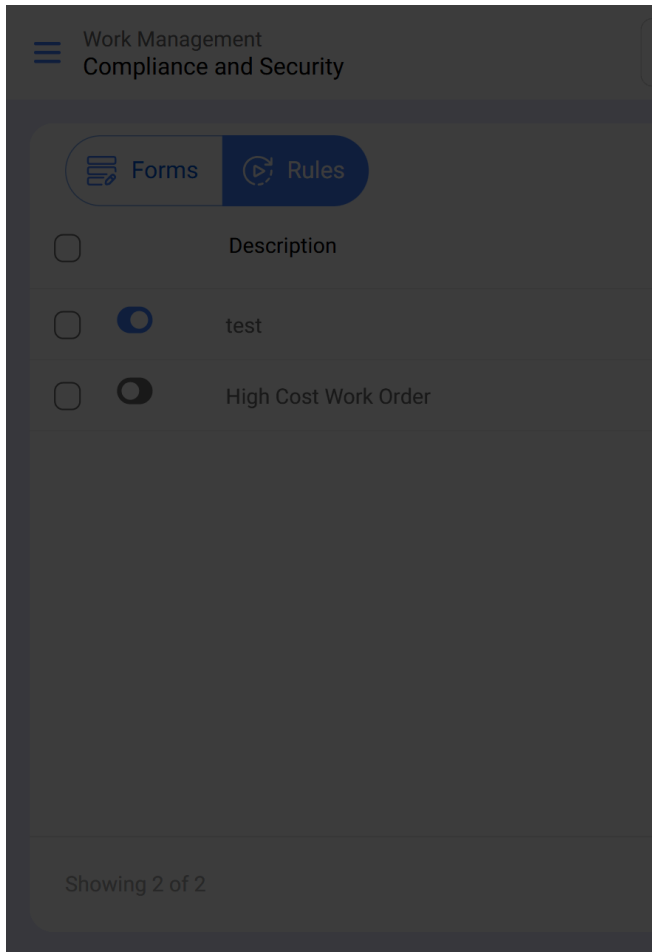 Work Management
Compliance and Security
Forms
Rules
Description
test
High Cost Work Order
Showing 2 of 2